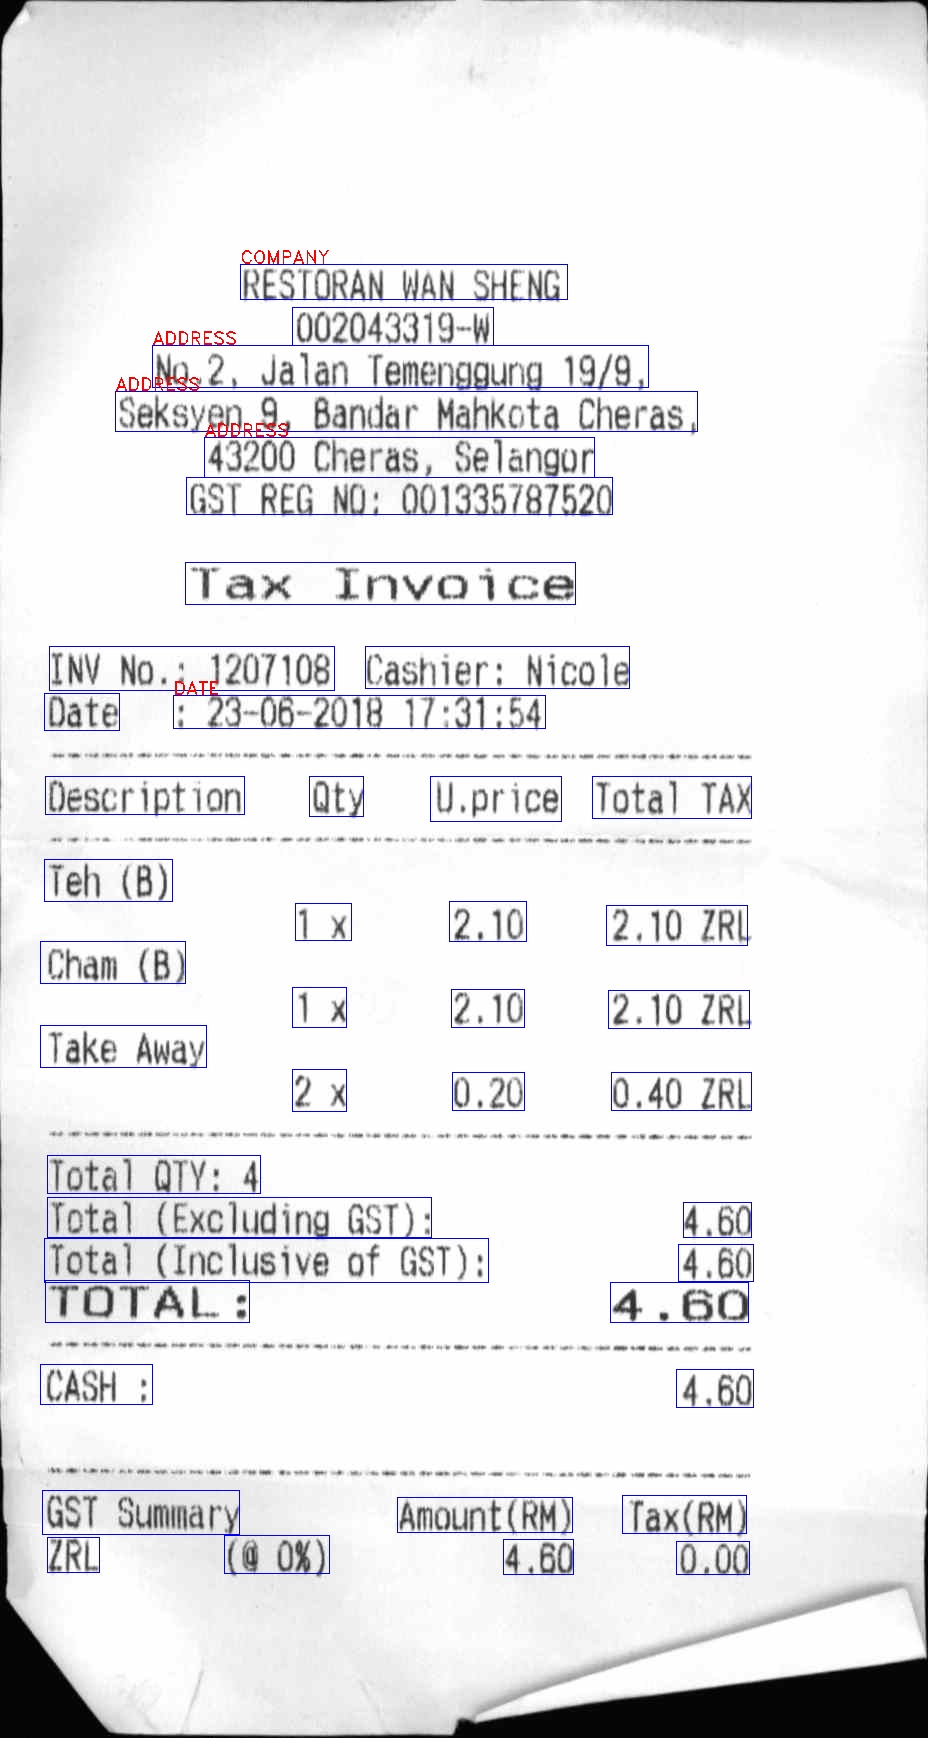 COMPANY
RESTORAN WAN SHENG
002043319-W
ADDRESS
No.2, Jalan Temenggung 19/9,
ADDRESS
Seksyen 9, Bandar Mahkota Cheras,
ADDRESS
43200 Cheras, Selangor
GST REG NO: 001335787520
Tax Invoice
INV No.: 1207108 Cashier: Nicole
DATE
Date : 23-06-2018 17:31:54
Description Qty U.price Total TAX
Teh (B)
1 x 2.10 2.10 ZRL
Cham (B)
1 x 2.10 2.10 ZRL
Take Away
2 x 0.20 0.40 ZRL
Total QTY: 4
Total (Excluding GST): 4.60
Total (Inclusive of GST): 4.60
TOTAL: 4.60
CASH : 4.60
GST Summary Amount(RM) Tax(RM)
ZRL (@ 0%) 4.60 0.00